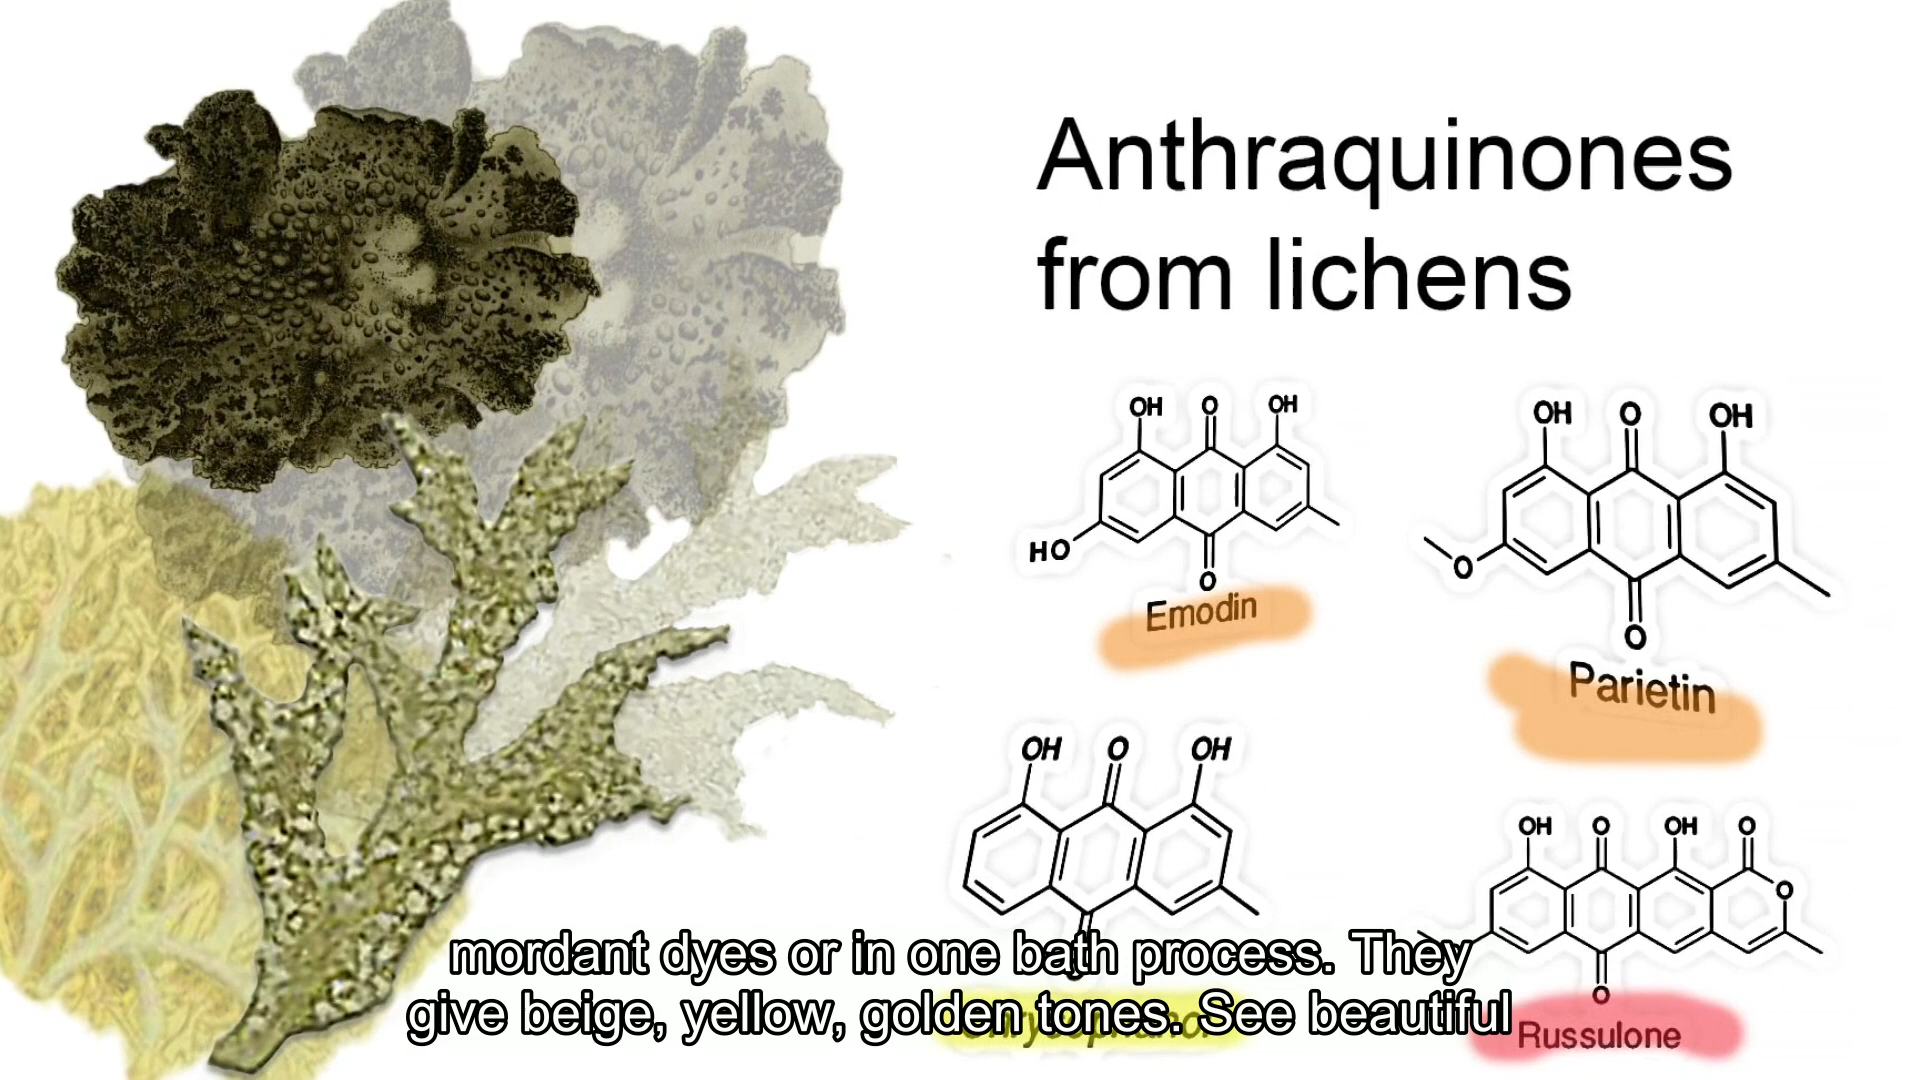 Anthraquinones
from lichens
OH O OH
HO
O
Emodin
OH O OH
O
O
Parietin
OH O OH
OH O OH O
O
O
Russulone
mordant dyes or in one bath process. They
give beige, yellow, golden tones. See beautiful